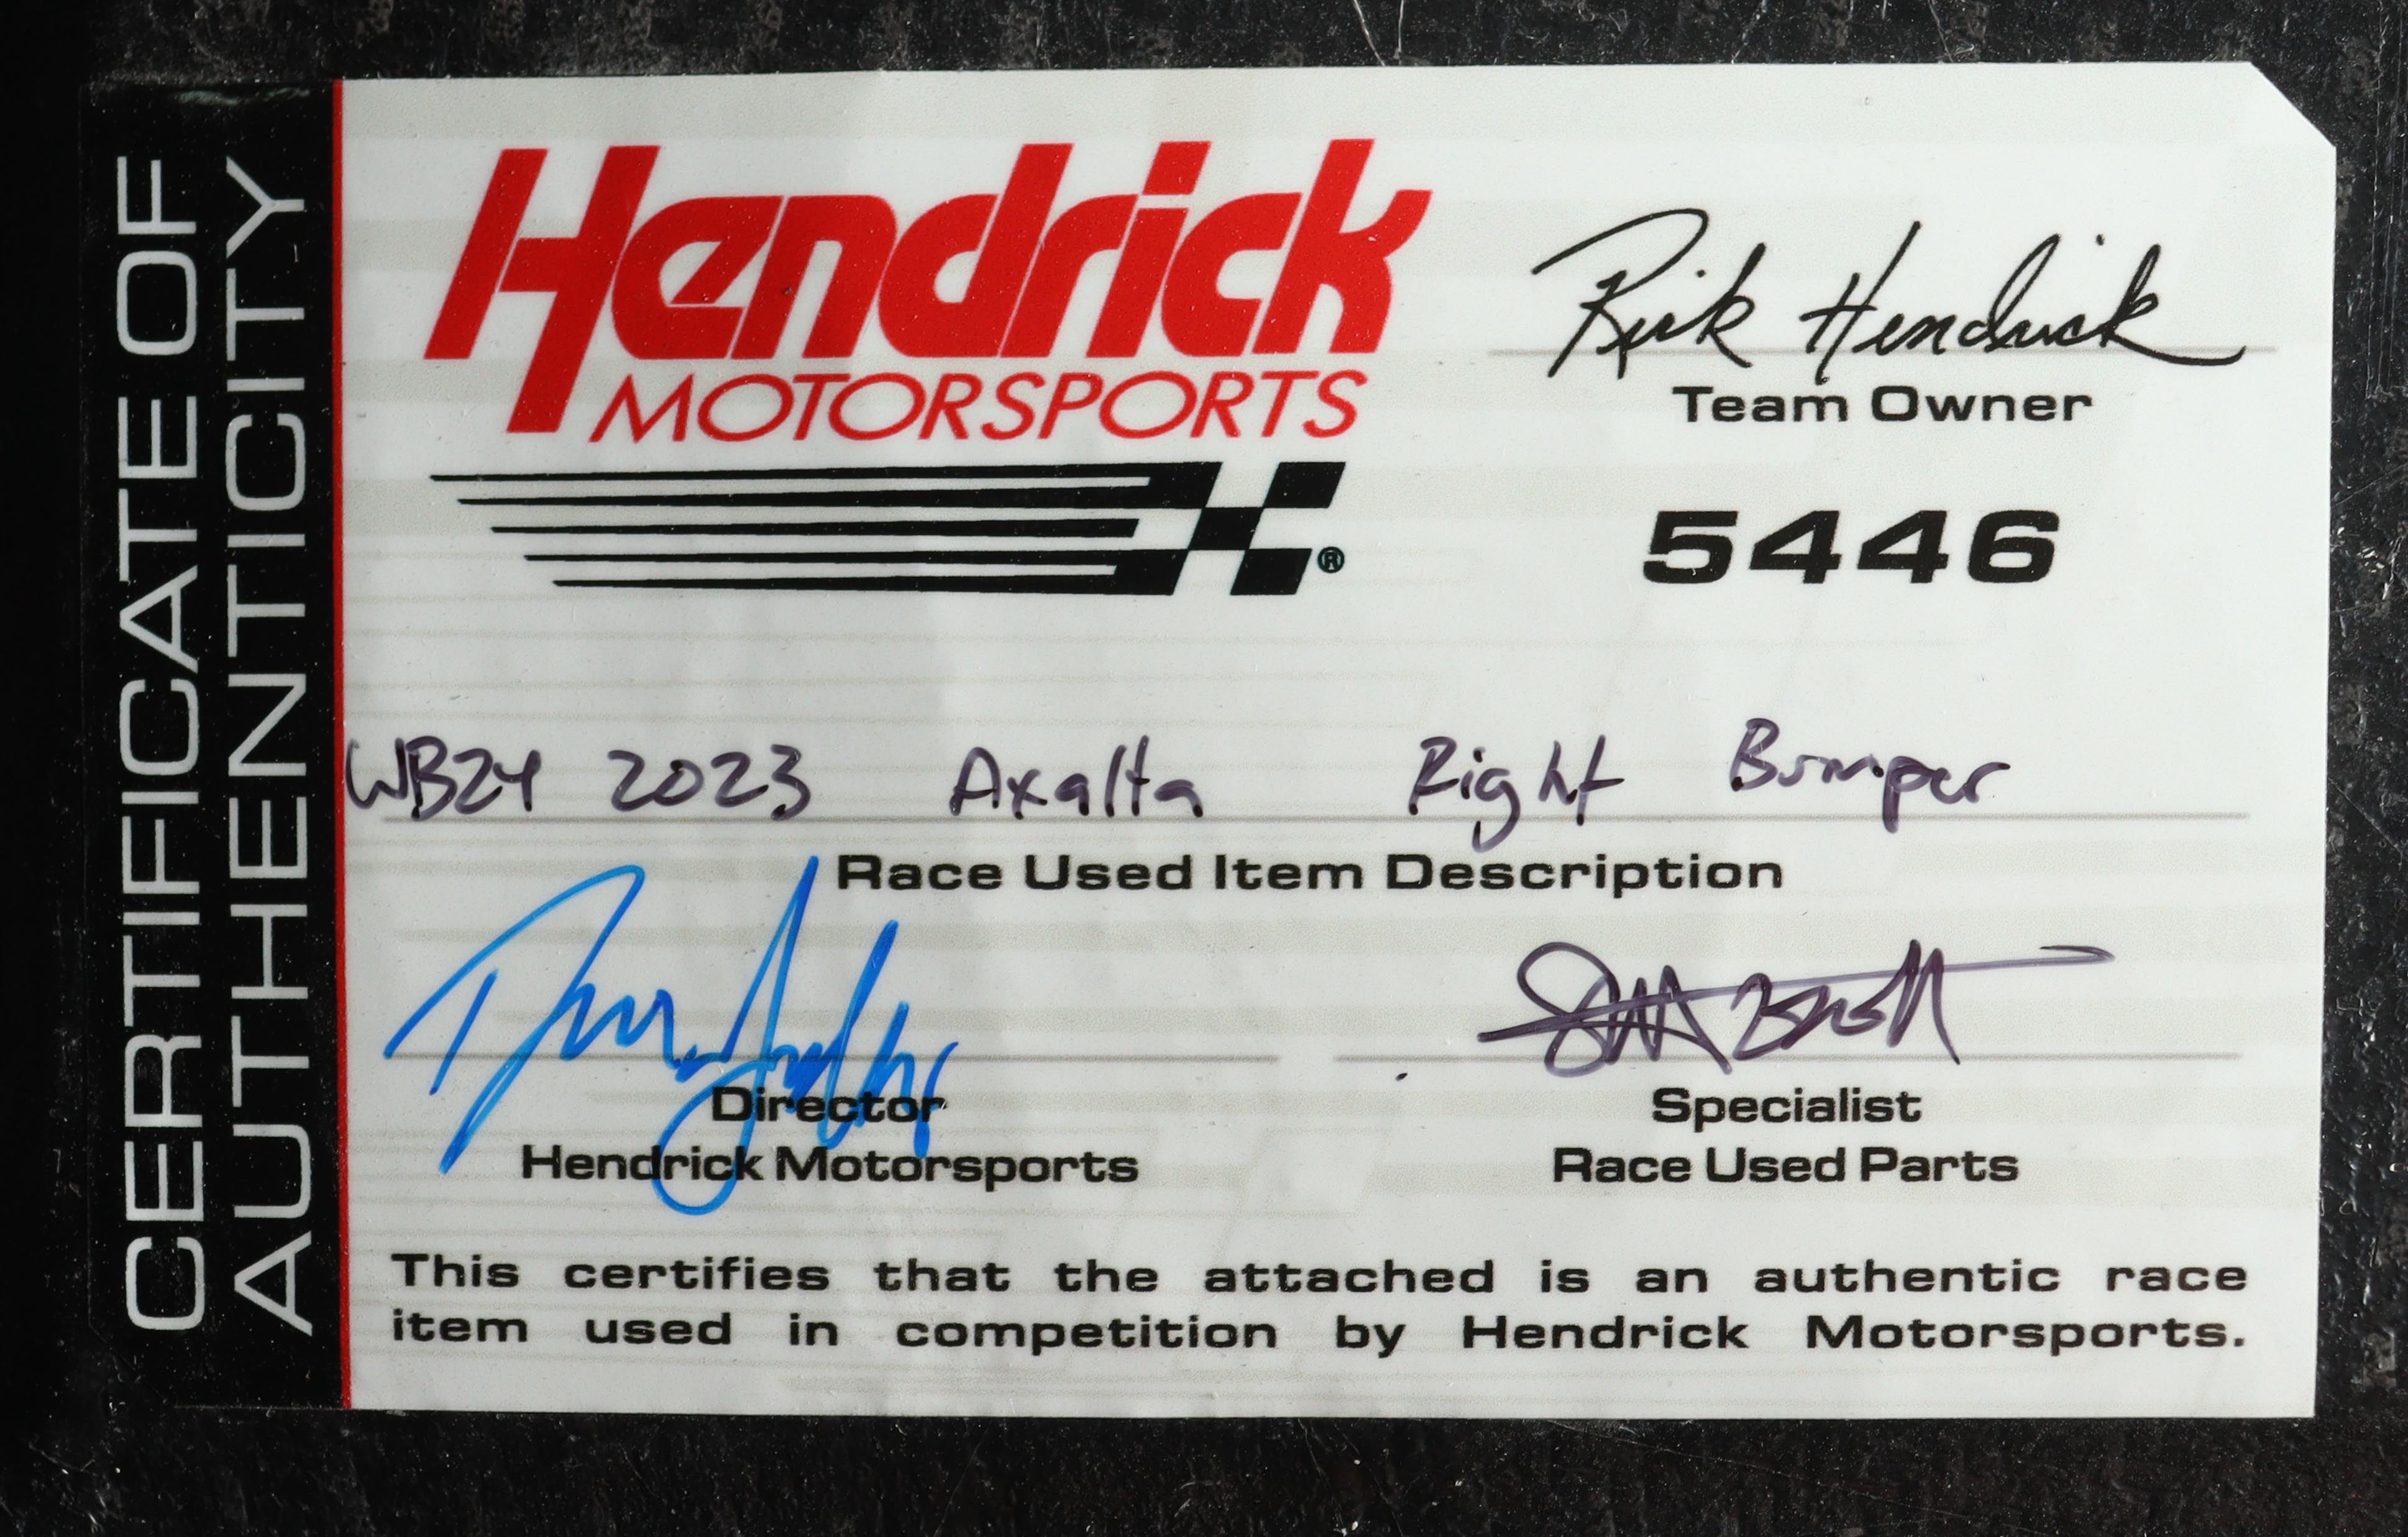 CERTIFICATE OF
AUTHENTICITY
Hendrick
MOTORSPORTS
®
Rick Hendrick
Team Owner
5446
WB24 2023 Axalta Right Bumper
Race Used Item Description
Director
Hendrick Motorsports
Specialist
Race Used Parts
This certifies that the attached is an authentic race
item used in competition by Hendrick Motorsports.